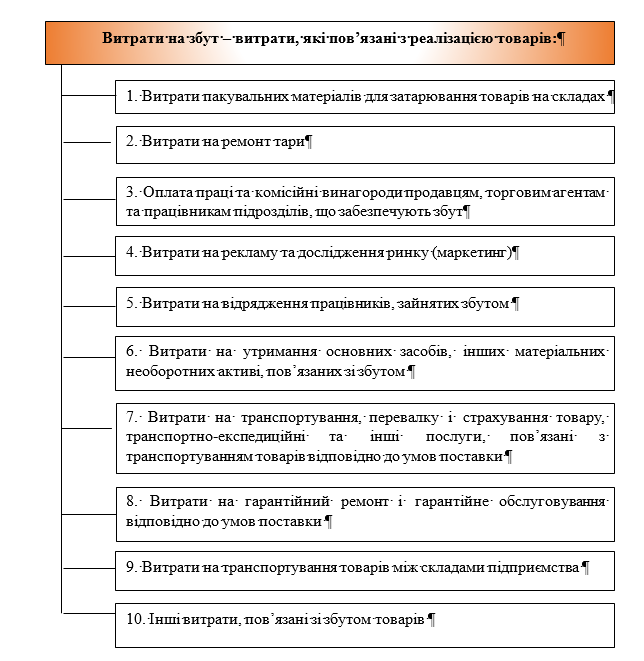 Витрати на збут – витрати, які пов’язані з реалізацією товарів:¶
1. Витрати пакувальних матеріалів для затарювання товарів на складах¶
2. Витрати на ремонт тари¶
3. Оплата праці та комісійні винагороди продавцям, торговим агентам
та працівникам підрозділів, що забезпечують збут¶
4. Витрати на рекламу та дослідження ринку (маркетинг)¶
5. Витрати на відрядження працівників, зайнятих збутом¶
6. Витрати на утримання основних засобів, інших матеріальних
необоротних активі, пов’язаних зі збутом¶
7. Витрати на транспортування, перевалку і страхування товару,
транспортно-експедиційні та інші послуги, пов’язані з
транспортуванням товарів відповідно до умов поставки¶
8. Витрати на гарантійний ремонт і гарантійне обслуговування
відповідно до умов поставки¶
9. Витрати на транспортування товарів між складами підприємства¶
10. Інші витрати, пов’язані зі збутом товарів¶